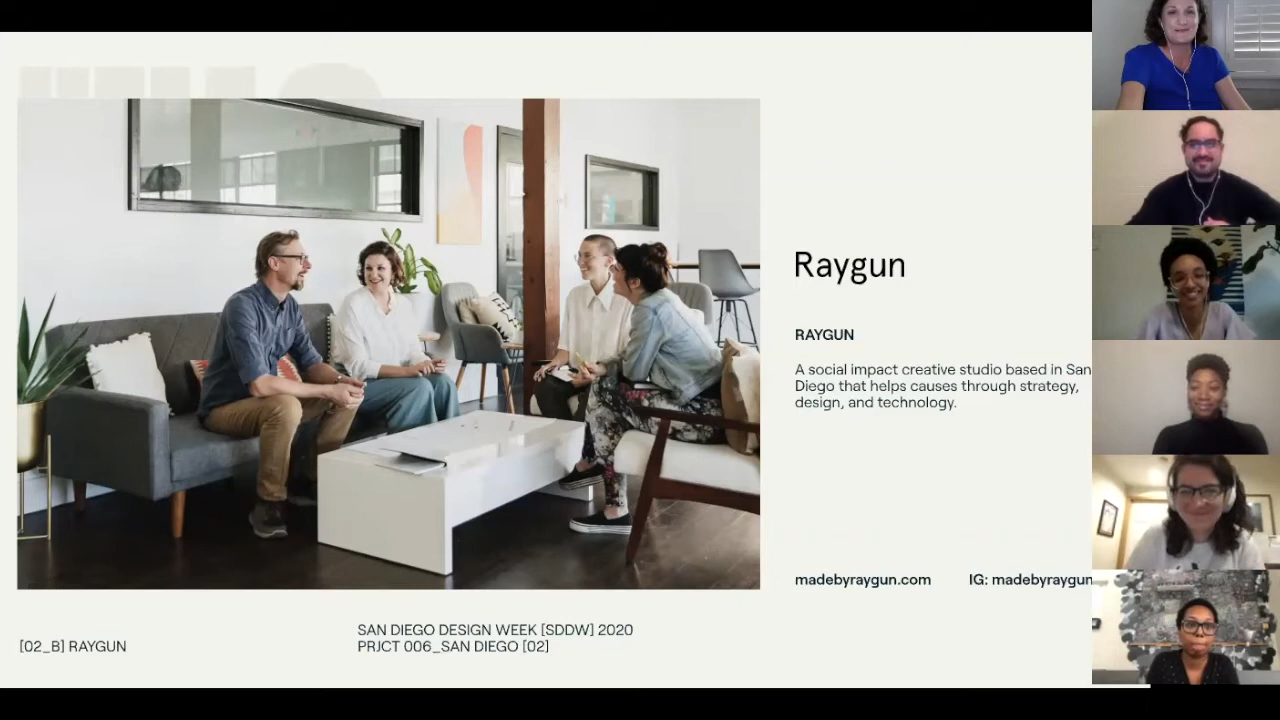 Raygun
RAYGUN
A social impact creative studio based in San
Diego that helps causes through strategy,
design, and technology.
madebyraygun.com
IG: madebyraygun
[02_B] RAYGUN
SAN DIEGO DESIGN WEEK [SDDW] 2020
PRJCT 006_SAN DIEGO [02]